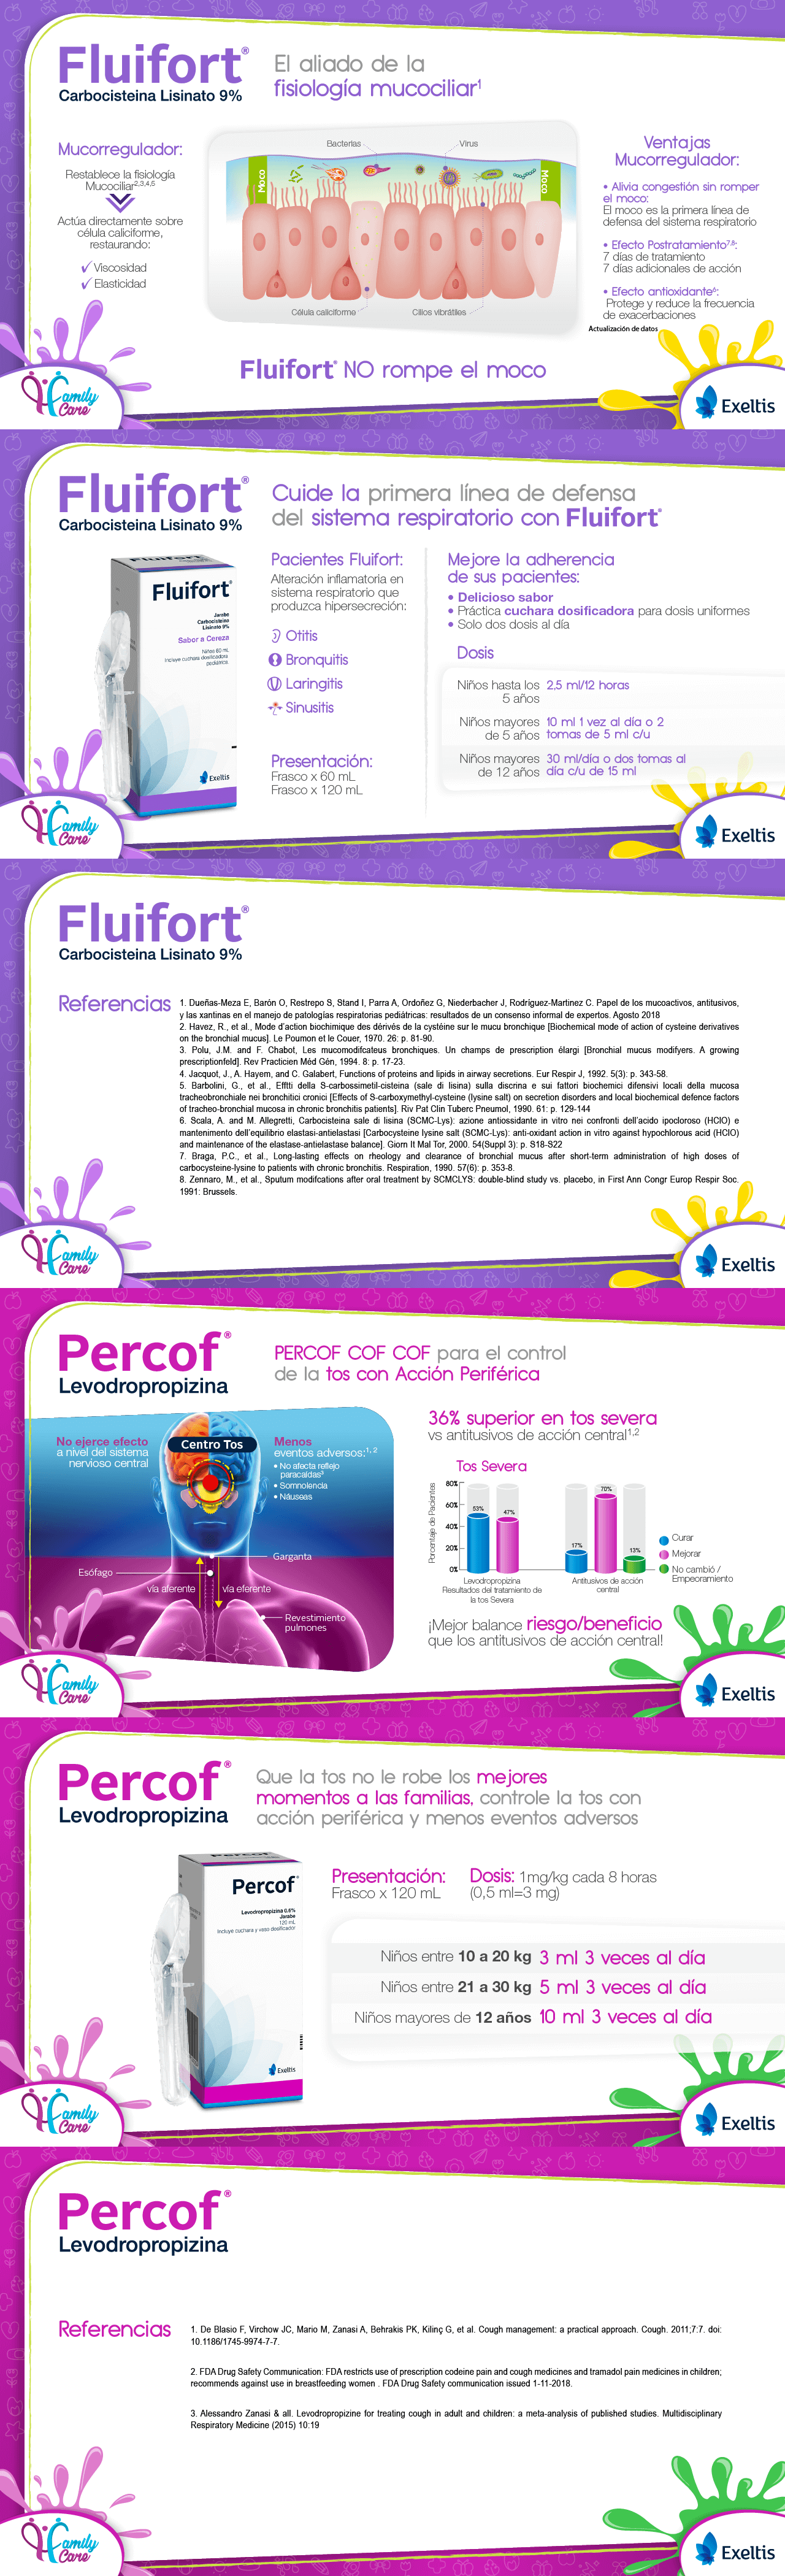 Fluifort®
Carbocisteina Lisinato 9%
El aliado de la
fisiología mucociliar1
Mucorregulador:
Restablece la fisiología
Mucociliar2,3,4,5
Actúa directamente sobre
célula caliciforme,
restaurando:
Viscosidad
Elasticidad
Bacterias
Virus
Moco
Moco
Célula caliciforme
Cilios vibrátiles
Ventajas
Mucorregulador:
• Alivia congestión sin romper
el moco:
El moco es la primera línea de
defensa del sistema respiratorio
• Efecto Postratamiento7,8:
7 días de tratamiento
7 días adicionales de acción
• Efecto antioxidante6:
Protege y reduce la frecuencia
de exacerbaciones
Actualización de datos
Fluifort® NO rompe el moco
Family
Care
Exeltis
Fluifort®
Carbocisteina Lisinato 9%
Cuide la primera línea de defensa
del sistema respiratorio con Fluifort®
Fluifort
Fluifort®
Jarabe
Carbocisteina
Lisinato 9%
Sabor a Cereza
Niños 80 mL
Incluye cuchara dosificadora
pediátrica.
Exeltis
Pacientes Fluifort:
Alteración inflamatoria en
sistema respiratorio que
produzca hipersecreción:
Otitis
Bronquitis
Laringitis
Sinusitis
Presentación:
Frasco x 60 mL
Frasco x 120 mL
Mejore la adherencia
de sus pacientes:
• Delicioso sabor
• Práctica cuchara dosificadora para dosis uniformes
• Solo dos dosis al día
Dosis
Niños hasta los 2,5 ml/12 horas
5 años
Niños mayores 10 ml 1 vez al día o 2
de 5 años tomas de 5 ml c/u
Niños mayores 30 ml/día o dos tomas al
de 12 años día c/u de 15 ml
Family
Care
Exeltis
Fluifort®
Carbocisteina Lisinato 9%
Referencias
1. Dueñas-Meza E, Barón O, Restrepo S, Stand I, Parra A, Ordoñez G, Niederbacher J, Rodríguez-Martinez C. Papel de los mucoactivos, antitusivos,
y las xantinas en el manejo de patologías respiratorias pediátricas: resultados de un consenso informal de expertos. Agosto 2018
2. Havez, R., et al., Mode d'action biochimique des dérivés de la cystéine sur le mucu bronchique [Biochemical mode of action of cysteine derivatives
on the bronchial mucus]. Le Poumon et le Couer, 1970. 26: p. 81-90.
3. Polu, J.M. and F. Chabot, Les mucomodifcateus bronchiques. Un champs de prescription élargi [Bronchial mucus modifyers. A growing
prescriptionfeld]. Rev Practicien Méd Gén, 1994. 8: p. 17-23.
4. Jacquot, J., A. Hayem, and C. Galabert, Functions of proteins and lipids in airway secretions. Eur Respir J, 1992. 5(3): p. 343-58.
5. Barbolini, G., et al., Effti della S-carbossimetil-cisteina (sale di lisina) sulla discrina e sui fattori biochemici difensivi locali della mucosa
tracheobronchiale nei bronchitici cronici [Effects of S-carboxymethyl-cysteine (lysine salt) on secretion disorders and local biochemical defence factors
of tracheo-bronchial mucosa in chronic bronchitis patients]. Riv Pat Clin Tuberc Pneumol, 1990. 61: p. 129-144
6. Scala, A. and M. Allegretti, Carbocisteina sale di lisina (SCMC-Lys): azione antiossidante in vitro nei confronti dell'acido ipocloroso (HClO) e
mantenimento dell'equilibrio elastasi-antielastasi [Carbocysteine lysine salt (SCMC-Lys): anti-oxidant action in vitro against hypochlorous acid (HClO)
and maintenance of the elastase-antielastase balance]. Giorn It Mal Tor, 2000. 54(Suppl 3): p. S18-S22
7. Braga, P.C., et al., Long-lasting effects on rheology and clearance of bronchial mucus after short-term administration of high doses of
carbocysteine-lysine to patients with chronic bronchitis. Respiration, 1990. 57(6): p. 353-8.
8. Zennaro, M., et al., Sputum modifcations after oral treatment by SCMCLYS: double-blind study vs. placebo, in First Ann Congr Europ Respir Soc.
1991: Brussels.
Family
Care
Exeltis
Percof®
Levodropropizina
PERCOF COF COF para el control
de la tos con Acción Periférica
No ejerce efecto
a nivel del sistema
nervioso central
Centro Tos
Menos
eventos adversos:1, 2
• No afecta reflejo
paracaídas3
• Somnolencia
• Náuseas
Garganta
Esófago
vía aferente
vía eferente
Revestimiento
pulmones
36% superior en tos severa
vs antitusivos de acción central1,2
Tos Severa
Porcentaje de Pacientes
80%
60%
40%
20%
0%
53%
47%
17%
70%
13%
Levodropropizina
Resultados del tratamiento de
la tos Severa
Antitusivos de acción
central
Curar
Mejorar
No cambió /
Empeoramiento
¡Mejor balance riesgo/beneficio
que los antitusivos de acción central!
Family
Care
Exeltis
Percof®
Levodropropizina
Que la tos no le robe los mejores
momentos a las familias, controle la tos con
acción periférica y menos eventos adversos
Percof
Percof®
Levodropropizina 0,6%
Jarabe
120 mL
Incluye cuchara y vaso dosificador
Exeltis
Presentación:
Frasco x 120 mL
Dosis: 1mg/kg cada 8 horas
(0,5 ml=3 mg)
Niños entre 10 a 20 kg 3 ml 3 veces al día
Niños entre 21 a 30 kg 5 ml 3 veces al día
Niños mayores de 12 años 10 ml 3 veces al día
Family
Care
Exeltis
Percof®
Levodropropizina
Referencias
1. De Blasio F, Virchow JC, Mario M, Zanasi A, Behrakis PK, Kilinç G, et al. Cough management: a practical approach. Cough. 2011;7:7. doi:
10.1186/1745-9974-7-7.
2. FDA Drug Safety Communication: FDA restricts use of prescription codeine pain and cough medicines and tramadol pain medicines in children;
recommends against use in breastfeeding women . FDA Drug Safety communication issued 1-11-2018.
3. Alessandro Zanasi & all. Levodropropizine for treating cough in adult and children: a meta-analysis of published studies. Multidisciplinary
Respiratory Medicine (2015) 10:19
Family
Care
Exeltis